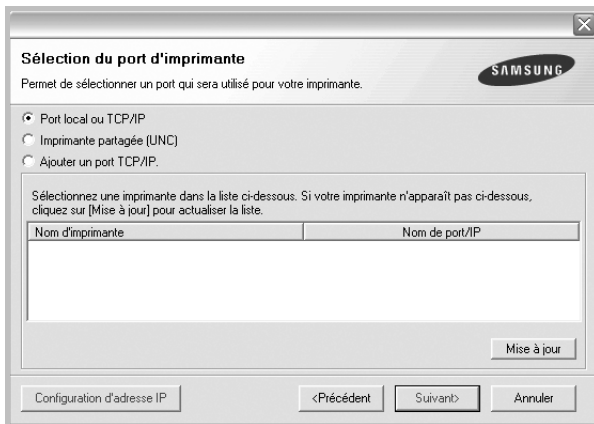 Sélection du port d'imprimante
Permet de sélectionner un port qui sera utilisé pour votre imprimante.
SAMSUNG
Port local ou TCP/IP
Imprimante partagée (UNC)
Ajouter un port TCP/IP.
Sélectionnez une imprimante dans la liste ci-dessous. Si votre imprimante n'apparaît pas ci-dessous,
cliquez sur [Mise à jour] pour actualiser la liste.
Nom d'imprimante Nom de port/IP
Mise à jour
Configuration d'adresse IP <Précédent Suivant> Annuler